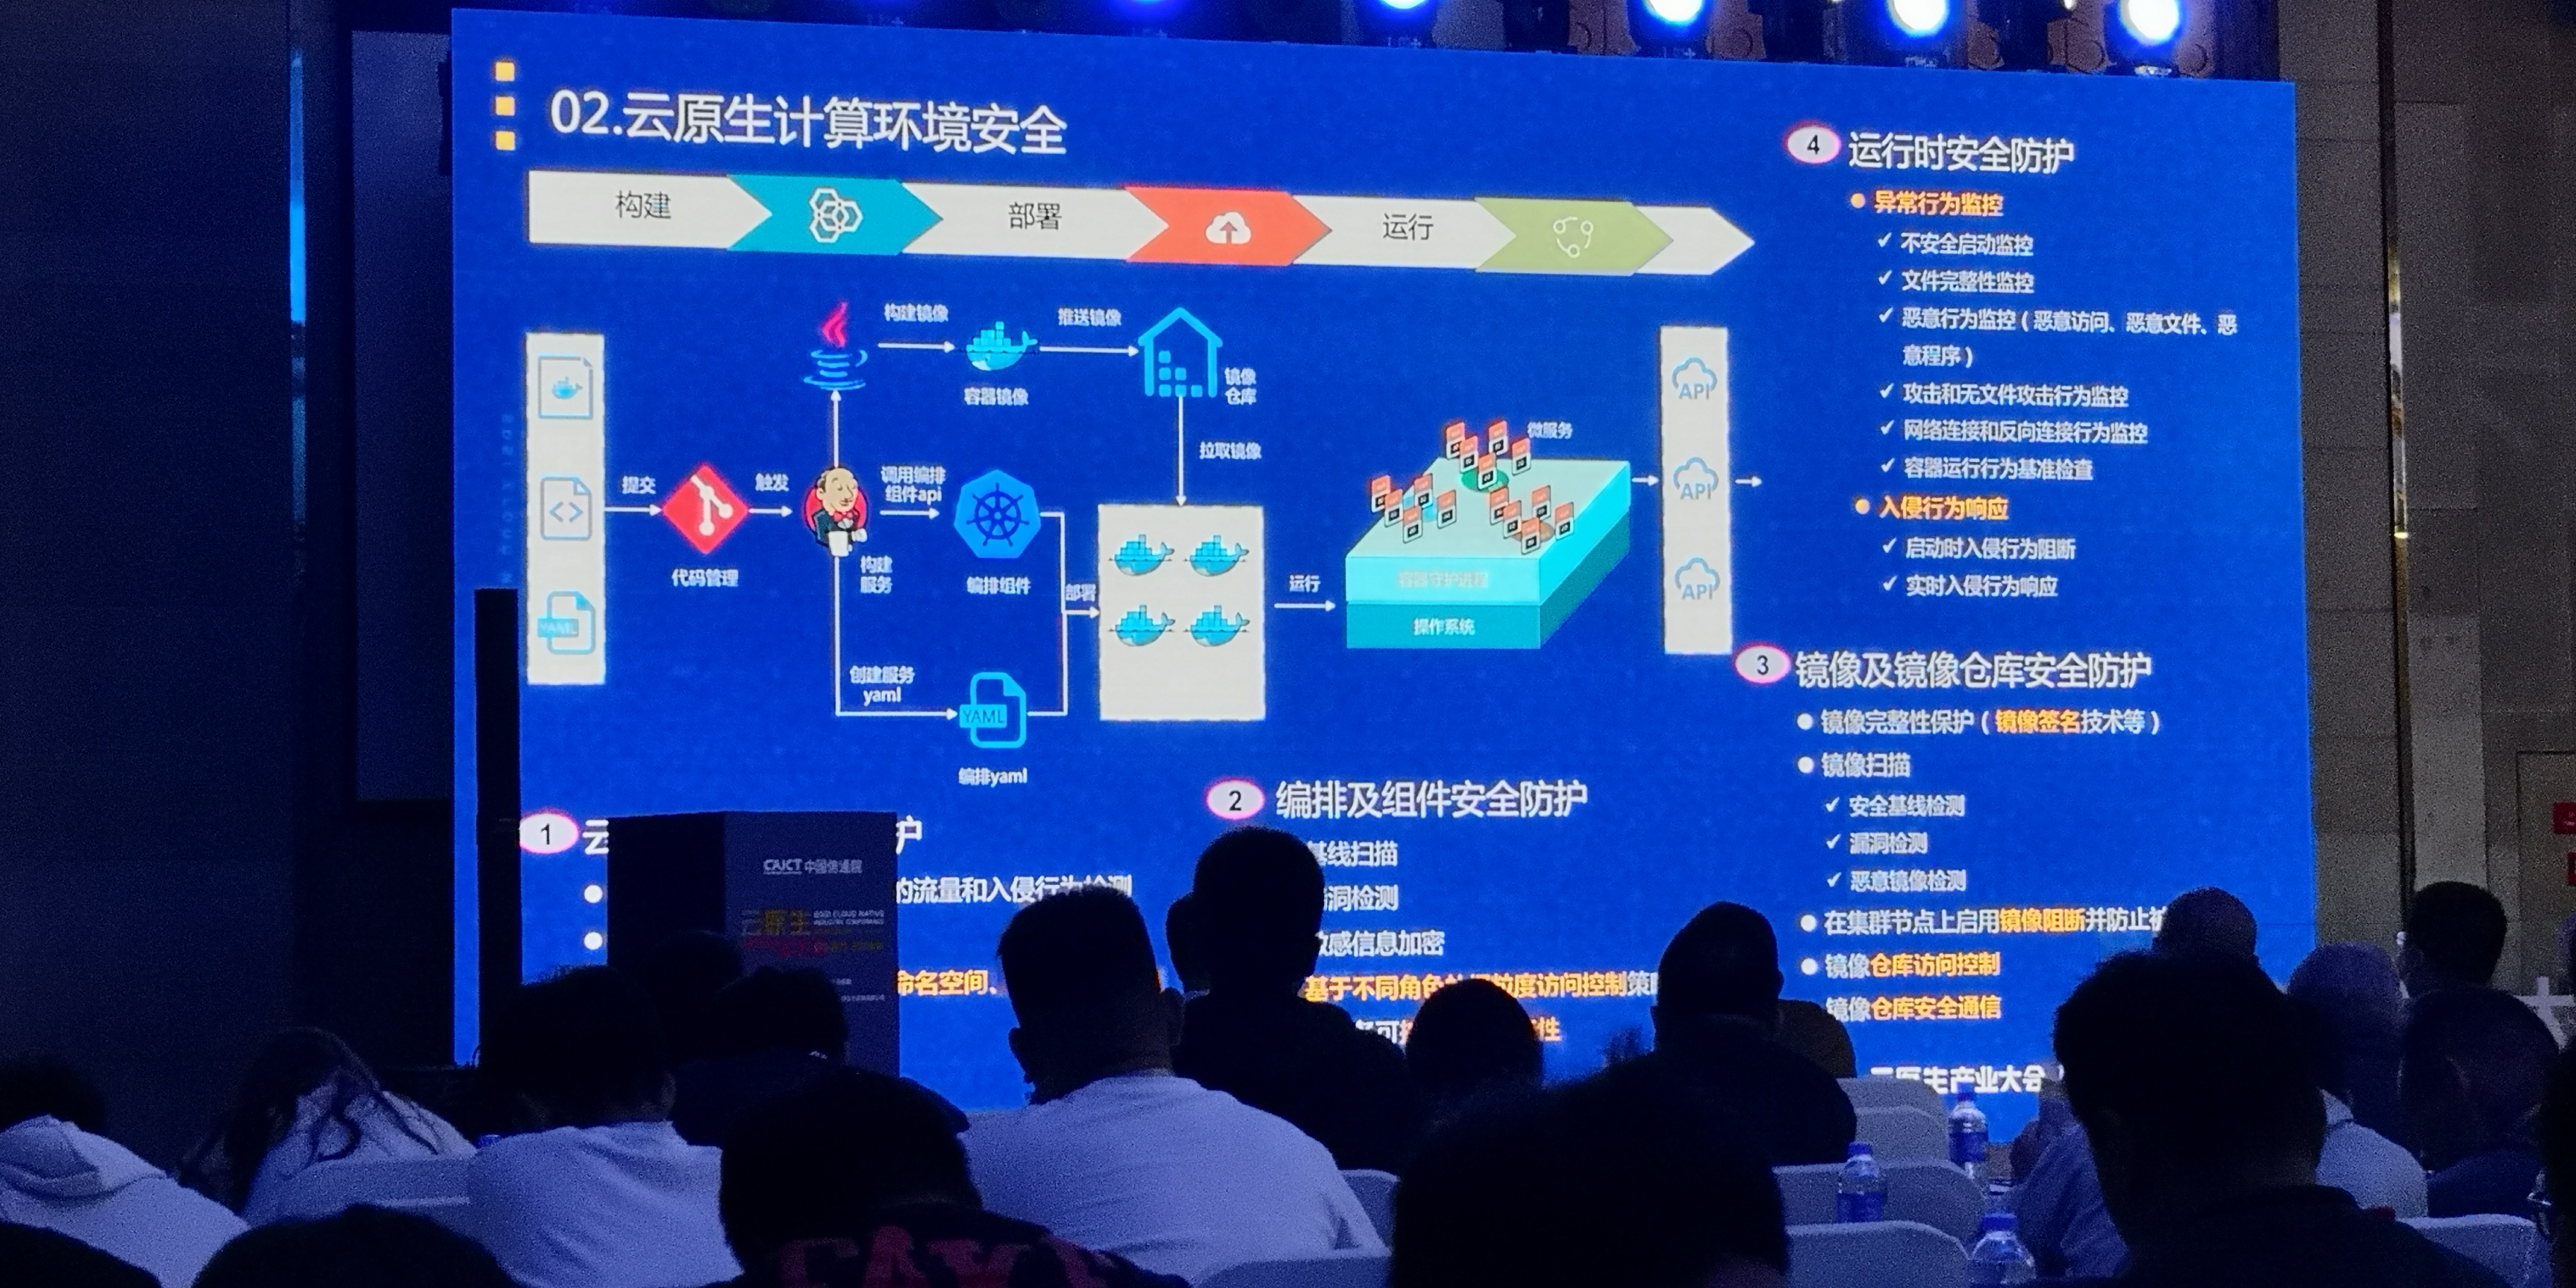 02.云原生计算环境安全
构建
部署
运行
构建镜像
推送镜像
容器镜像
镜像
仓库
拉取镜像
提交
代码管理
触发
调用编排
组件api
构建
服务
编排组件
部署
创建服务
yaml
YAML
YAML
编排yaml
运行
微服务
容器守护进程
操作系统
API
API
API
4 运行时安全防护
异常行为监控
✓ 不安全启动监控
✓ 文件完整性监控
✓ 恶意行为监控（恶意访问、恶意文件、恶
意程序）
✓ 攻击和无文件攻击行为监控
✓ 网络连接和反向连接行为监控
✓ 容器运行行为基准检查
入侵行为响应
✓ 启动时入侵行为阻断
✓ 实时入侵行为响应
3 镜像及镜像仓库安全防护
镜像完整性保护（镜像签名技术等）
镜像扫描
✓ 安全基线检测
✓ 漏洞检测
✓ 恶意镜像检测
在集群节点上启用镜像阻断并防止
镜像仓库访问控制
镜像仓库安全通信
2 编排及组件安全防护
基线扫描
洞检测
敏感信息加密
基于不同角色 粒度访问控制策
可 性
1 云 护
的流量和入侵行为检测
命名空间、
CAICT 中国信通院
云原生
云原生产业大会